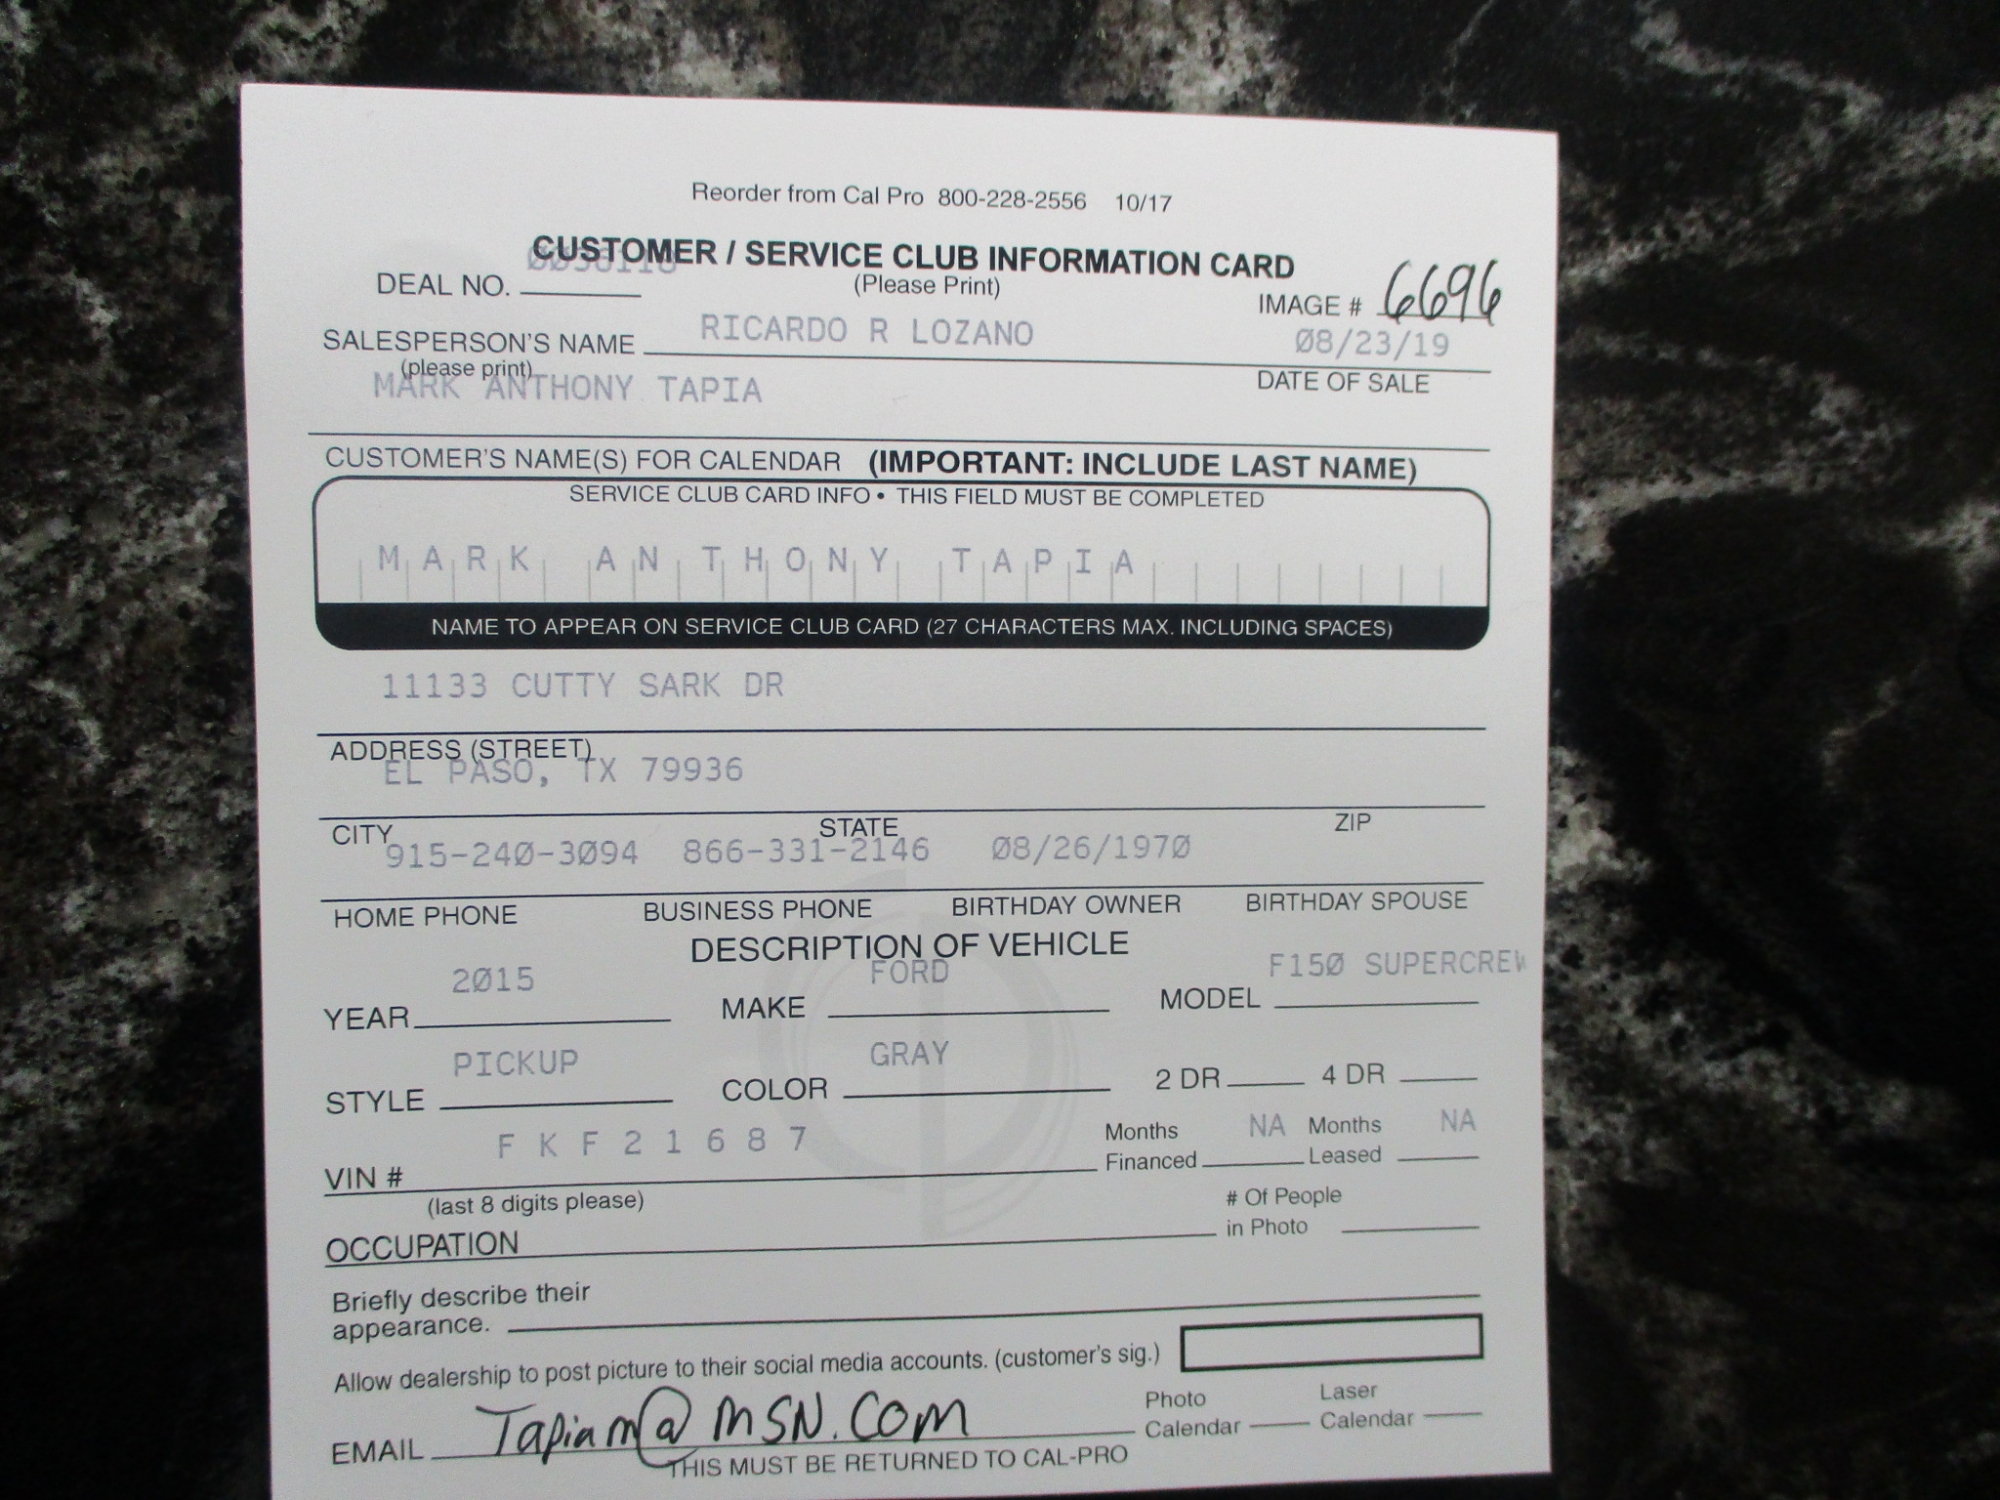 Reorder from Cal Pro 800-228-2556 10/17
CUSTOMER / SERVICE CLUB INFORMATION CARD
DEAL NO. (Please Print) IMAGE # 6696
SALESPERSON'S NAME RICARDO R LOZANO 08/23/19
(please print) DATE OF SALE
MARK ANTHONY TAPIA
CUSTOMER'S NAME(S) FOR CALENDAR (IMPORTANT: INCLUDE LAST NAME)
SERVICE CLUB CARD INFO • THIS FIELD MUST BE COMPLETED
MARK ANTHONY TAPIA
NAME TO APPEAR ON SERVICE CLUB CARD (27 CHARACTERS MAX. INCLUDING SPACES)
11133 CUTTY SARK DR
ADDRESS (STREET)
EL PASO, TX 79936
CITY STATE ZIP
915-240-3094 866-331-2146 08/26/1970
HOME PHONE BUSINESS PHONE BIRTHDAY OWNER BIRTHDAY SPOUSE
DESCRIPTION OF VEHICLE
2015 FORD F150 SUPERCREW
YEAR MAKE MODEL
PICKUP GRAY
STYLE COLOR 2 DR 4 DR
FKF21687 Months NA Months NA
VIN # Financed Leased
(last 8 digits please) # Of People
OCCUPATION in Photo
Briefly describe their
appearance.
Allow dealership to post picture to their social media accounts. (customer's sig.)
Photo Laser
EMAIL Tapiam@msn.com Calendar Calendar
THIS MUST BE RETURNED TO CAL-PRO